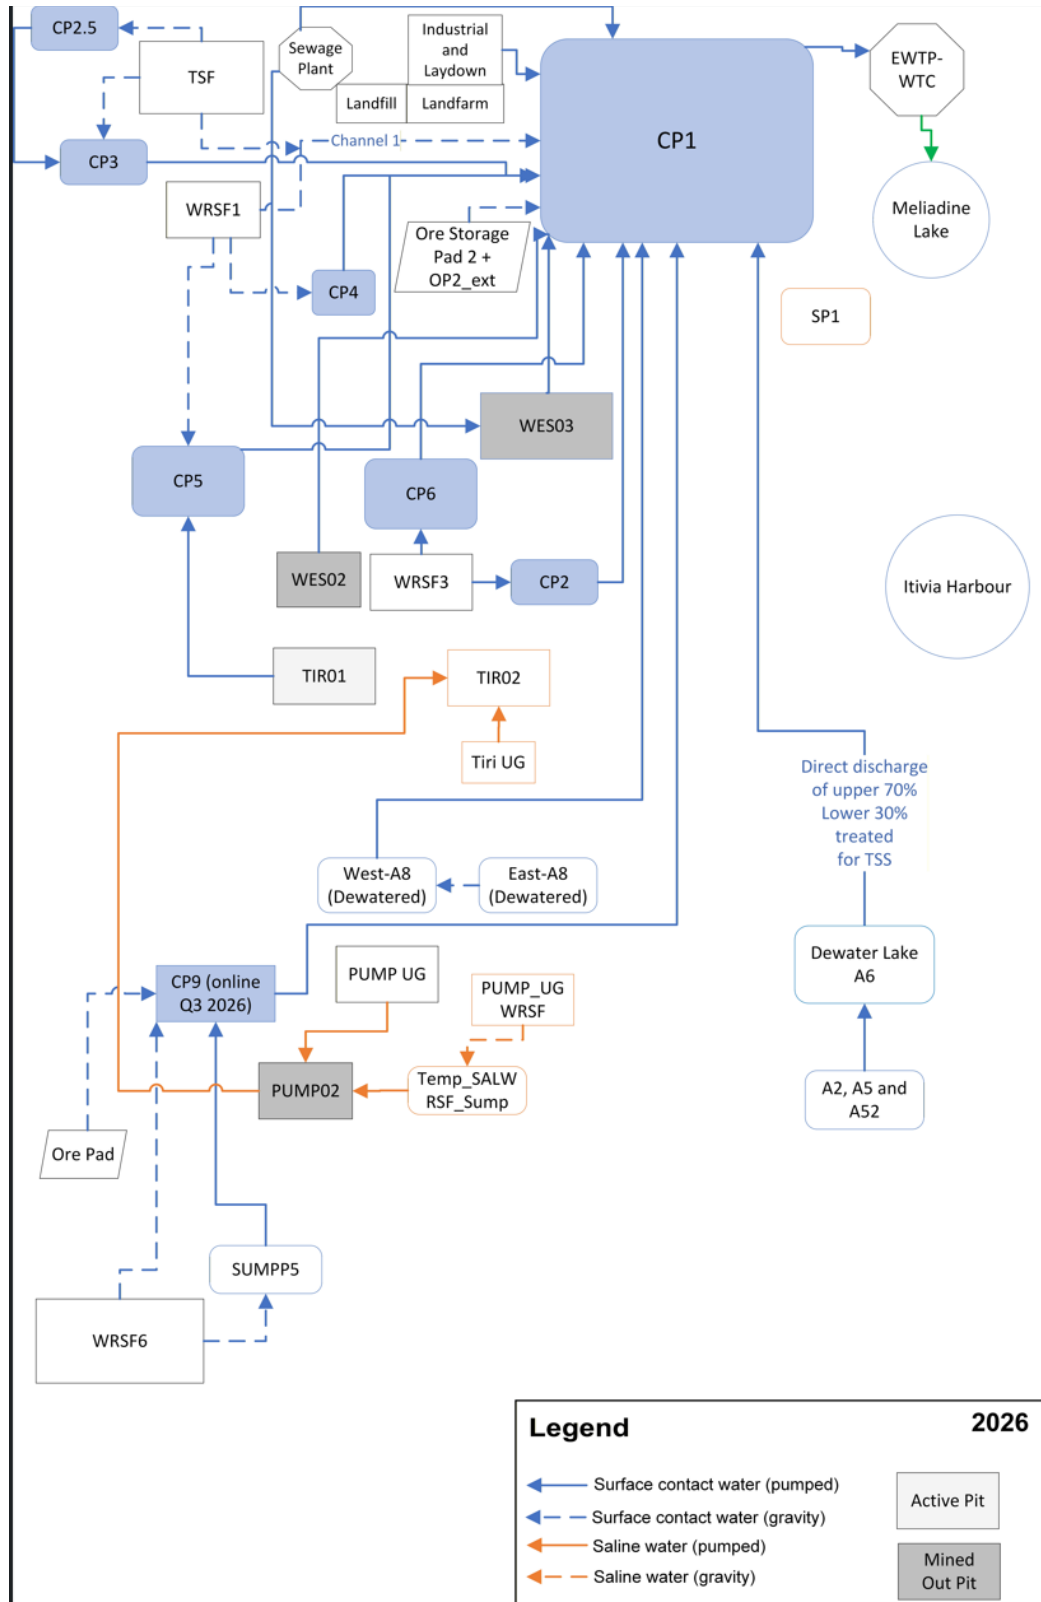 CP2.5
TSF
Sewage
Plant
Industrial
and
Laydown
Landfill
Landfarm
EWTP-
WTC
CP1
Channel 1
CP3
WRSF1
Meliadine
Lake
Ore Storage
Pad 2 +
OP2_ext
CP4
SP1
WES03
CP5
CP6
WES02
WRSF3
CP2
Itivia Harbour
TIR01
TIR02
Tiri UG
Direct discharge
of upper 70%
Lower 30%
treated
for TSS
West-A8
(Dewatered)
East-A8
(Dewatered)
Dewater Lake
A6
CP9 (online
Q3 2026)
PUMP UG
PUMP_UG
WRSF
PUMP02
Temp_SALW
RSF_Sump
A2, A5 and
A52
Ore Pad
SUMPP5
WRSF6
Legend
2026
Surface contact water (pumped)
Surface contact water (gravity)
Saline water (pumped)
Saline water (gravity)
Active Pit
Mined
Out Pit